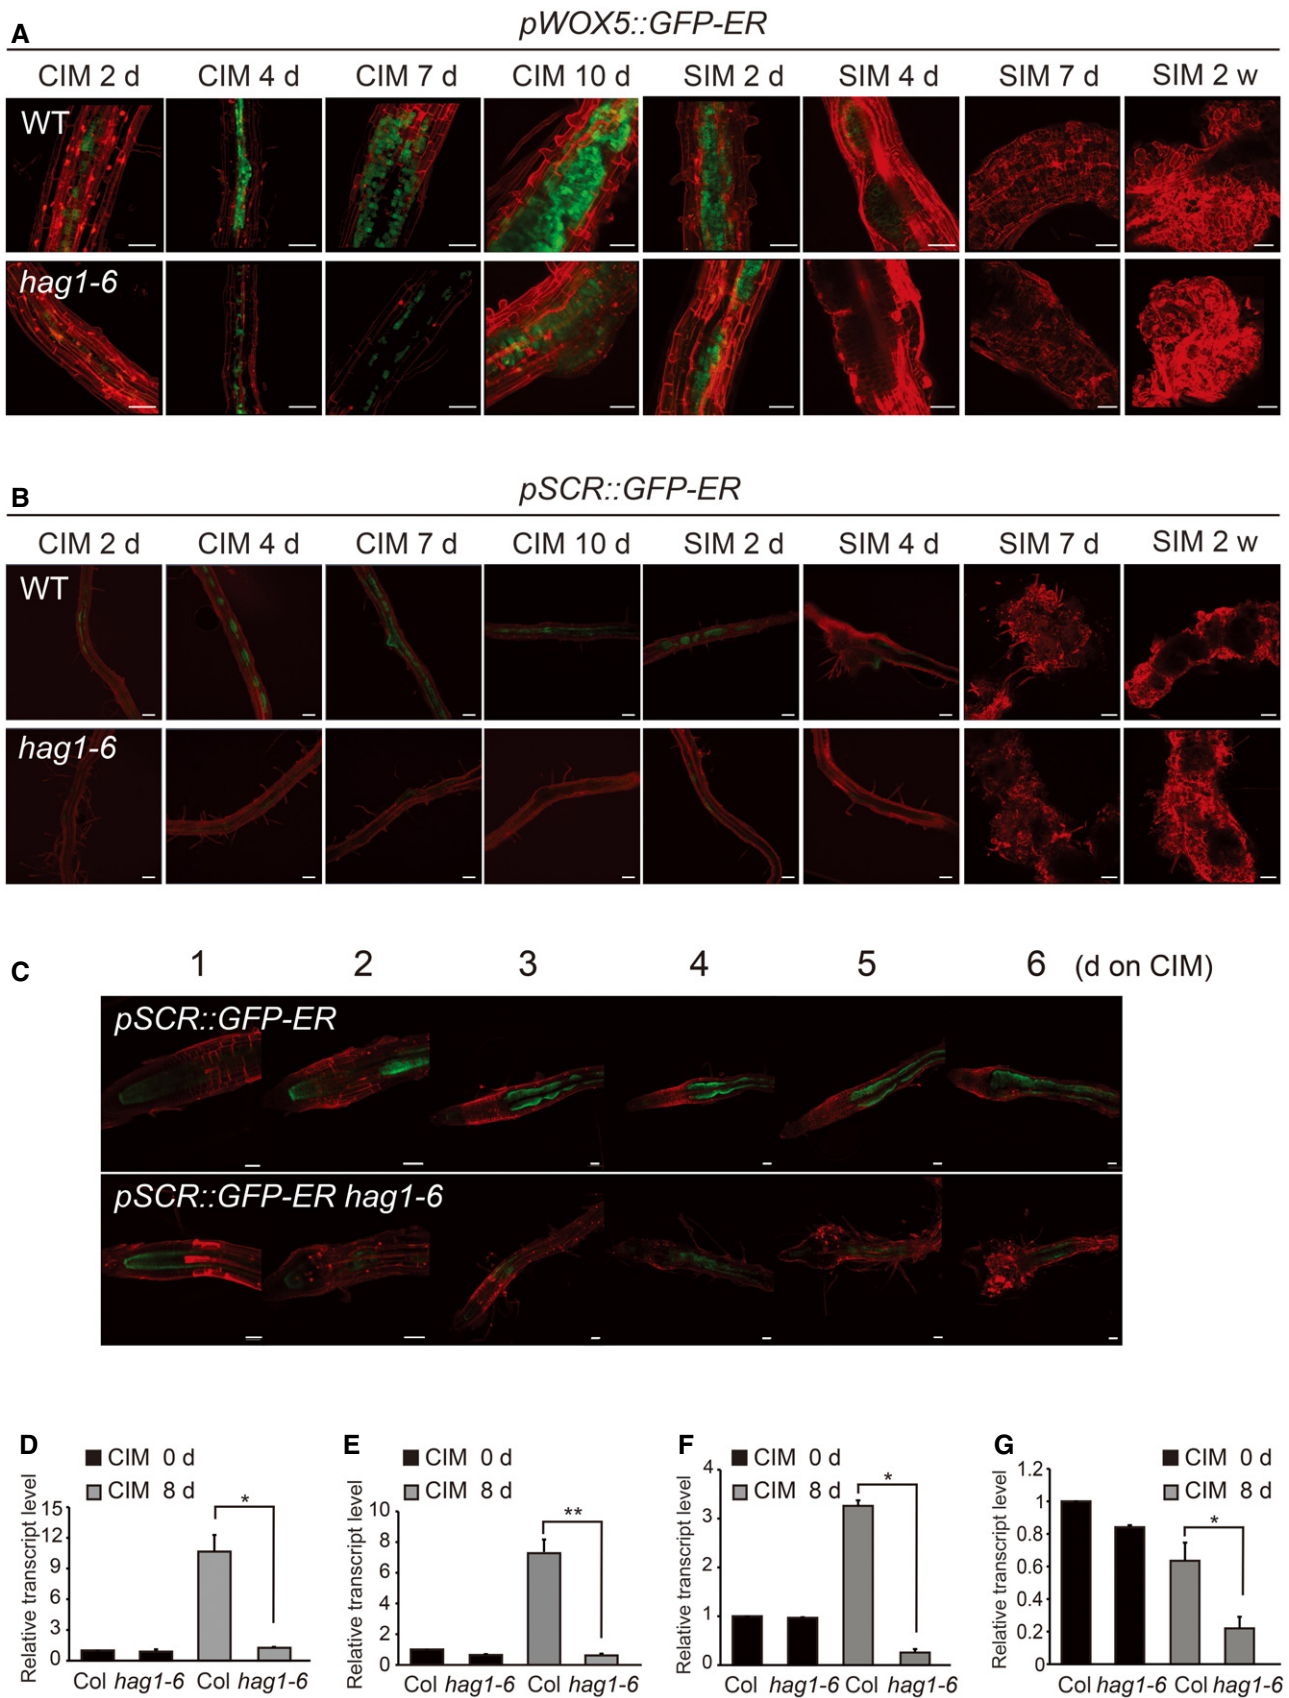 A
pWOX5::GFP-ER
CIM 2 d CIM 4 d CIM 7 d CIM 10 d SIM 2 d SIM 4 d SIM 7 d SIM 2 w
WT
hag1-6
B
pSCR::GFP-ER
CIM 2 d CIM 4 d CIM 7 d CIM 10 d SIM 2 d SIM 4 d SIM 7 d SIM 2 w
WT
hag1-6
C
1 2 3 4 5 6 (d on CIM)
pSCR::GFP-ER
pSCR::GFP-ER hag1-6
D
CIM 0 d
CIM 8 d
Relative transcript level
15
12
9
6
3
0
*
Col hag1-6 Col hag1-6
E
CIM 0 d
CIM 8 d
Relative transcript level
10
8
6
4
2
0
**
Col hag1-6 Col hag1-6
F
CIM 0 d
CIM 8 d
Relative transcript level
4
3
2
1
0
*
Col hag1-6 Col hag1-6
G
CIM 0 d
CIM 8 d
Relative transcript level
1.2
1
0.8
0.6
0.4
0.2
0
*
Col hag1-6 Col hag1-6